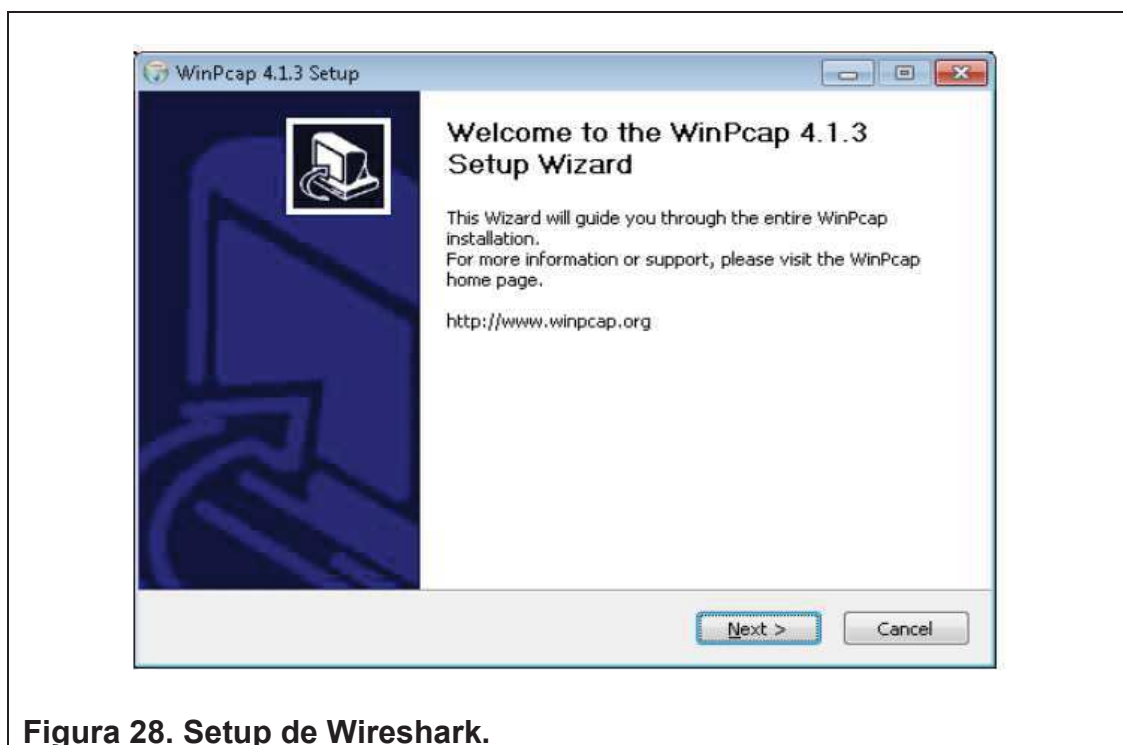 WinPcap 4.1.3 Setup
Welcome to the WinPcap 4.1.3
Setup Wizard
This Wizard will guide you through the entire WinPcap
installation.
For more information or support, please visit the WinPcap
home page.
http://www.winpcap.org
Next >
Cancel
Figura 28. Setup de Wireshark.